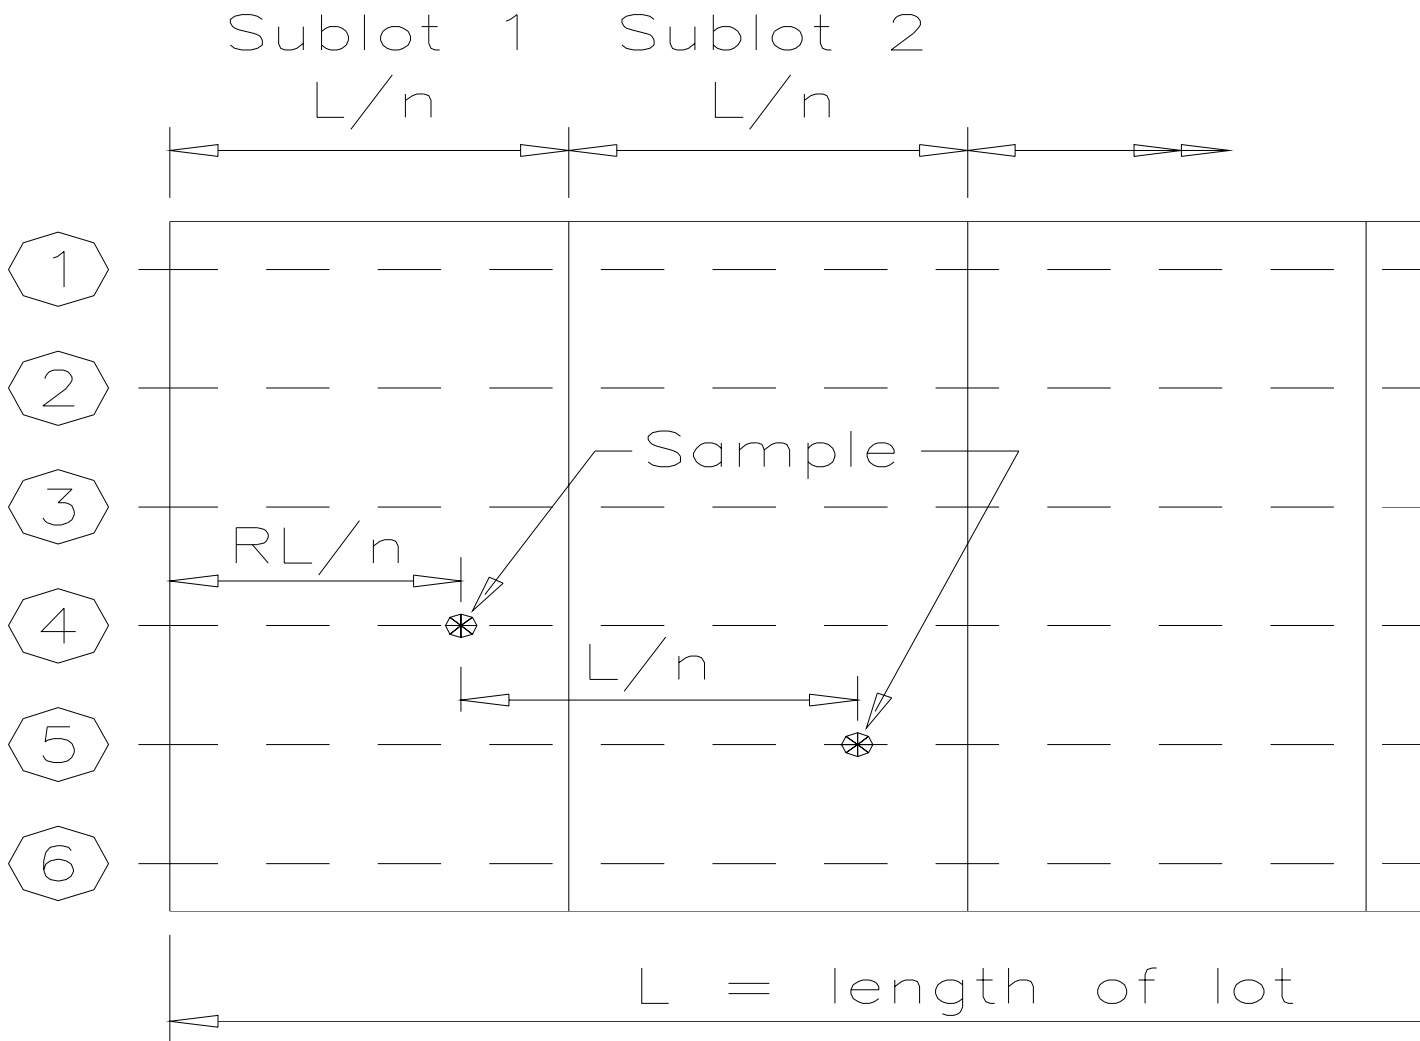 Sublot 1 Sublot 2
L/n L/n
1
2
Sample
3
RL/n
4
L/n
5
6
L = length of lot